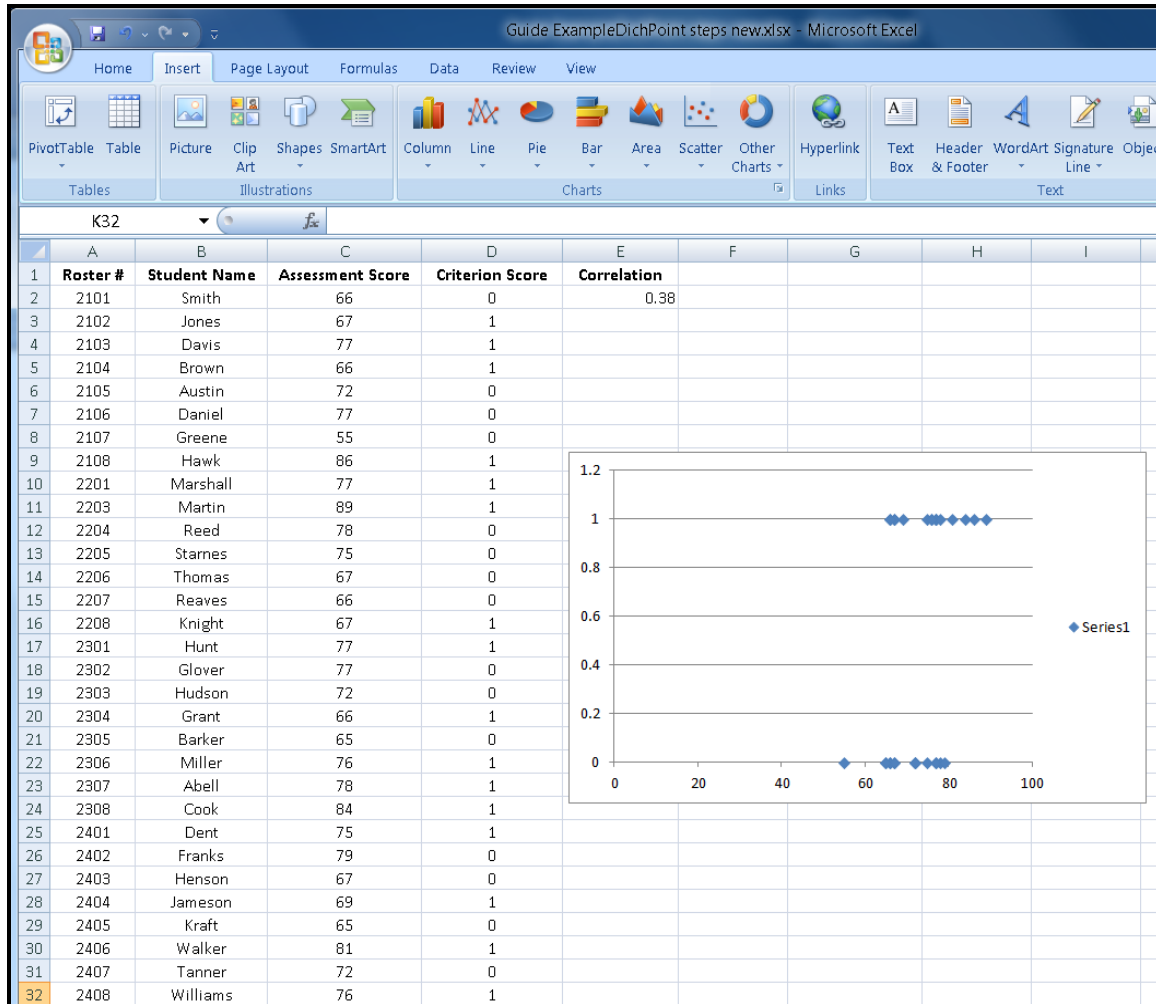 Guide ExampleDichPoint steps new.xlsx - Microsoft Excel
Home Insert Page Layout Formulas Data Review View
PivotTable Table Picture Clip Art Shapes SmartArt Column Line Pie Bar Area Scatter Other Charts Hyperlink Text Box Header & Footer WordArt Signature Line Objec
Tables Illustrations Charts Links Text
K32 fx
A B C D E F G H I
1 Roster # Student Name Assessment Score Criterion Score Correlation
2 2101 Smith 66 0 0.38
3 2102 Jones 67 1
4 2103 Davis 77 1
5 2104 Brown 66 1
6 2105 Austin 72 0
7 2106 Daniel 77 0
8 2107 Greene 55 0
9 2108 Hawk 86 1
10 2201 Marshall 77 1
11 2203 Martin 89 1
12 2204 Reed 78 0
13 2205 Starnes 75 0
14 2206 Thomas 67 0
15 2207 Reaves 66 0
16 2208 Knight 67 1
17 2301 Hunt 77 1
18 2302 Glover 77 0
19 2303 Hudson 72 0
20 2304 Grant 66 1
21 2305 Barker 65 0
22 2306 Miller 76 1
23 2307 Abell 78 1
24 2308 Cook 84 1
25 2401 Dent 75 1
26 2402 Franks 79 0
27 2403 Henson 67 0
28 2404 Jameson 69 1
29 2405 Kraft 65 0
30 2406 Walker 81 1
31 2407 Tanner 72 0
32 2408 Williams 76 1
1.2
1
0.8
0.6
0.4
0.2
0
0 20 40 60 80 100
Series1